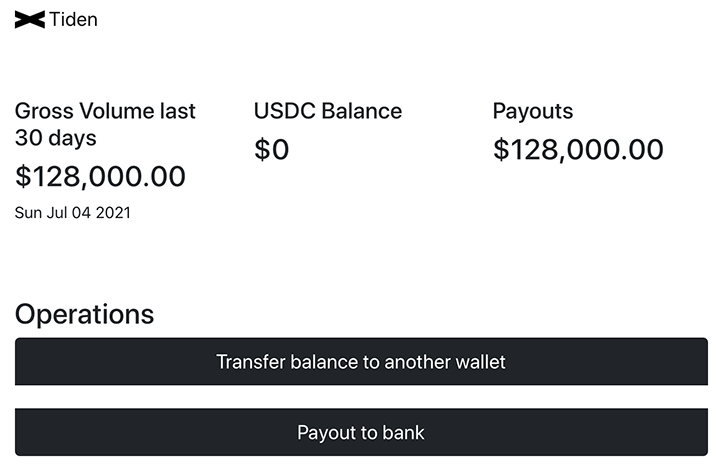 Tiden
Gross Volume last
30 days
$128,000.00
Sun Jul 04 2021
USDC Balance
$0
Payouts
$128,000.00
Operations
Transfer balance to another wallet
Payout to bank